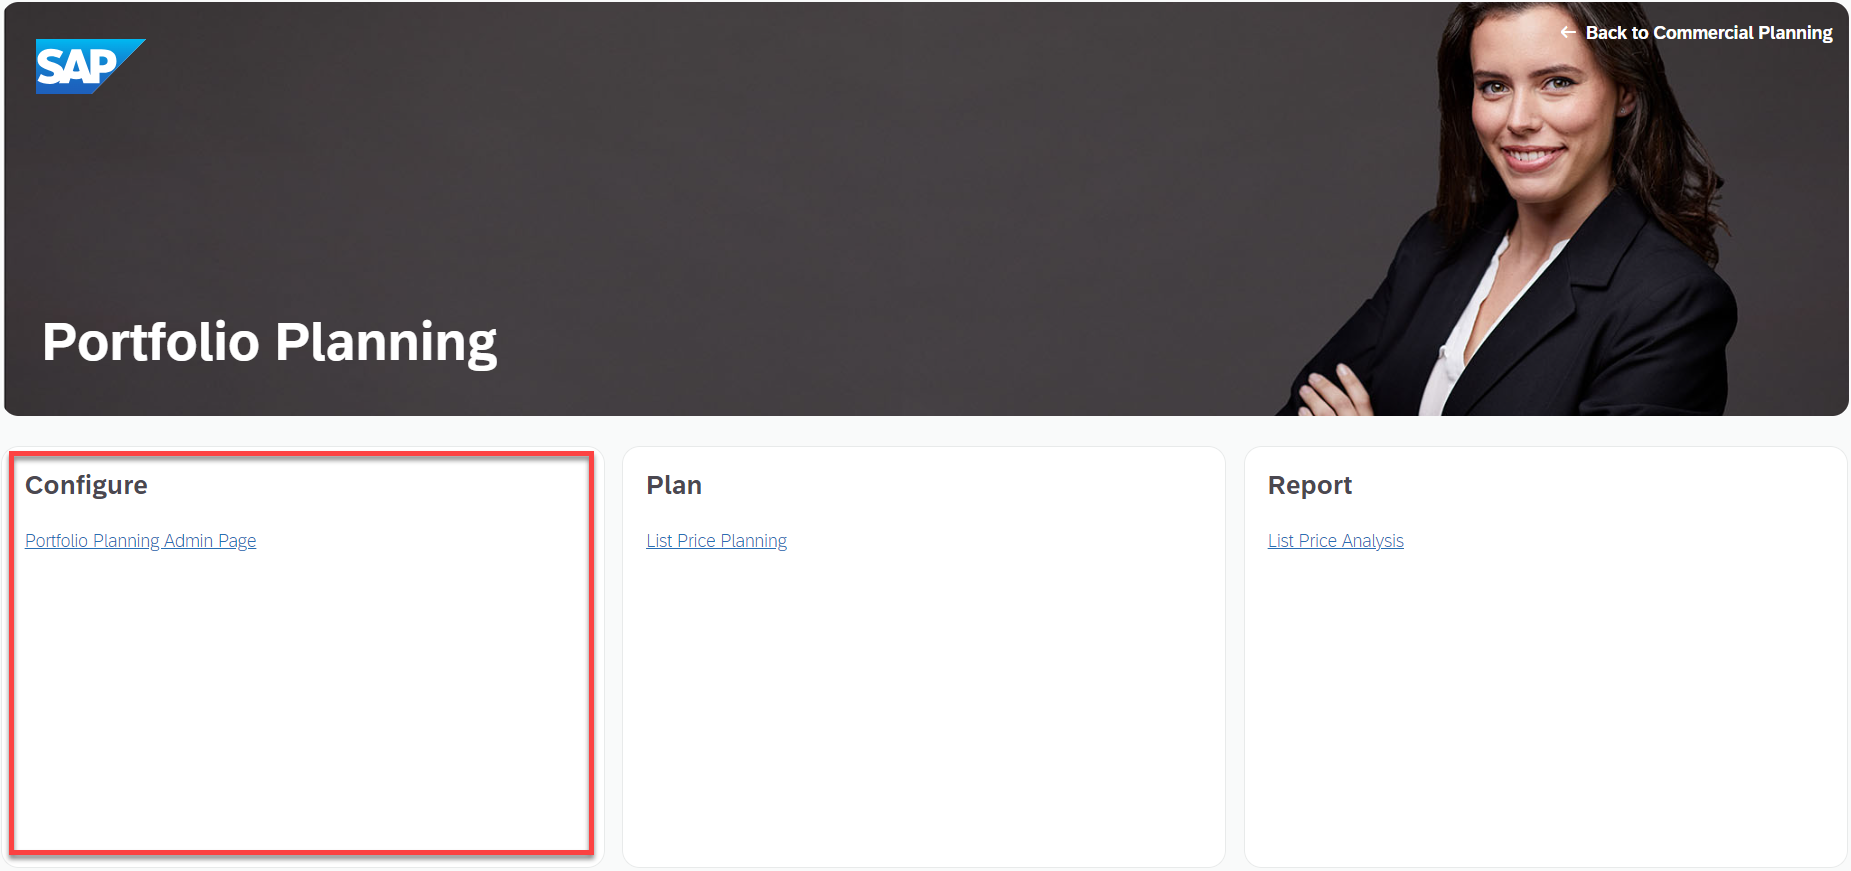 SAP
← Back to Commercial Planning
Portfolio Planning
Configure
Portfolio Planning Admin Page
Plan
List Price Planning
Report
List Price Analysis